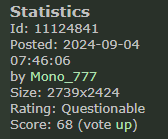 Statistics
Id: 11124841
Posted: 2024-09-04
07:46:06
by Mono_777
Size: 2739x2424
Rating: Questionable
Score: 68 (vote up)